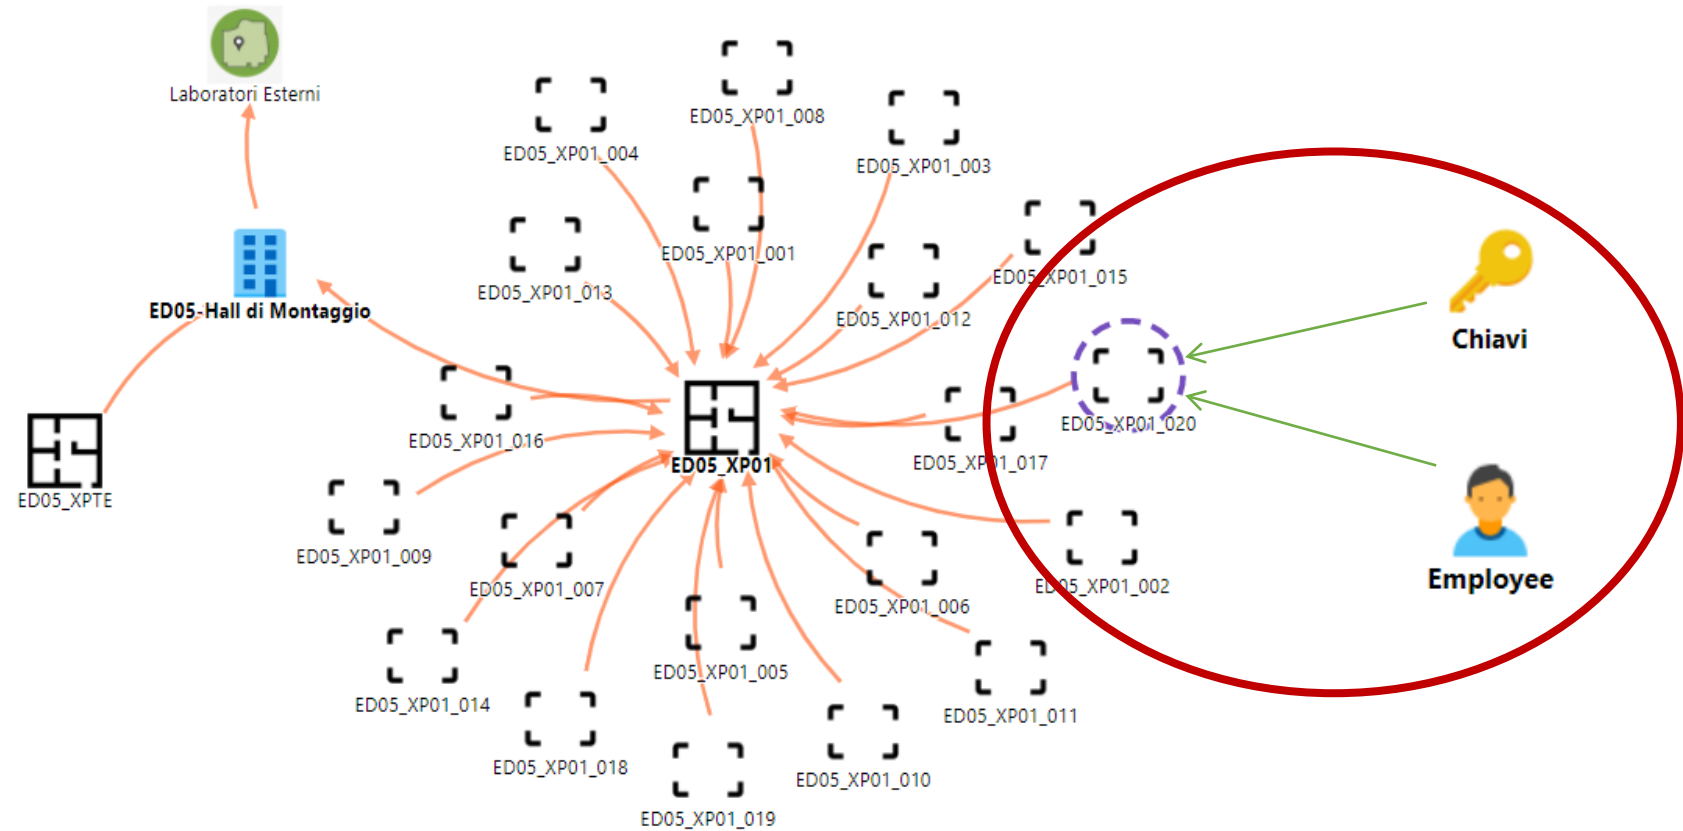 Laboratori Esterni
ED05_XP01_008
ED05_XP01_004
ED05_XP01_003
ED05_XP01_001
ED05_XP01_015
ED05_XP01_013
ED05-Hall di Montaggio
ED05_XP01_012
Chiavi
ED05_XP01_020
ED05_XP01_016
ED05_XP01
ED05_XP01_017
ED05_XPTE
ED05_XP01_009
ED05_XP01_007
ED05_XP01_002
Employee
ED05_XP01_006
ED05_XP01_005
ED05_XP01_014
ED05_XP01_011
ED05_XP01_018
ED05_XP01_010
ED05_XP01_019